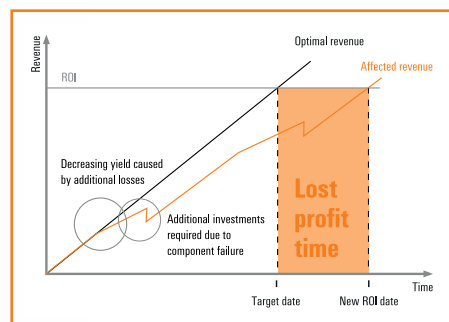 Optimal revenue
Revenue
Affected revenue
ROI
Decreasing yield caused
by additional losses
Additional investments
required due to
component failure
Lost
profit
time
Time
Target date
New ROI date